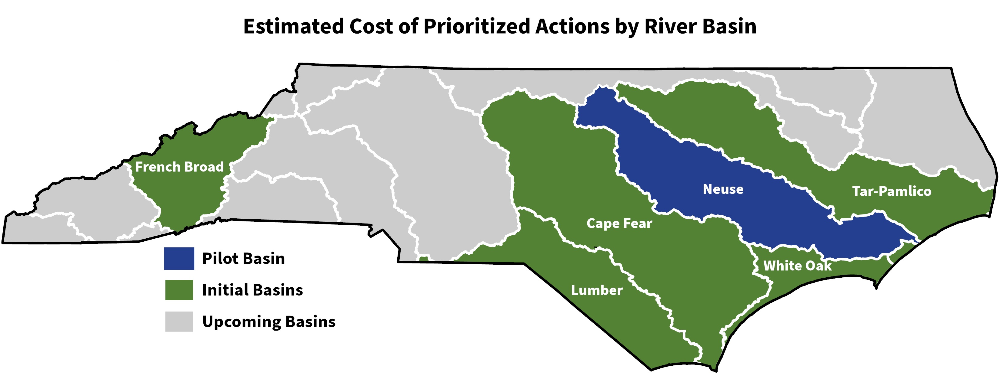 Estimated Cost of Prioritized Actions by River Basin
French Broad
Neuse
Tar-Pamlico
Cape Fear
White Oak
Lumber
Pilot Basin
Initial Basins
Upcoming Basins